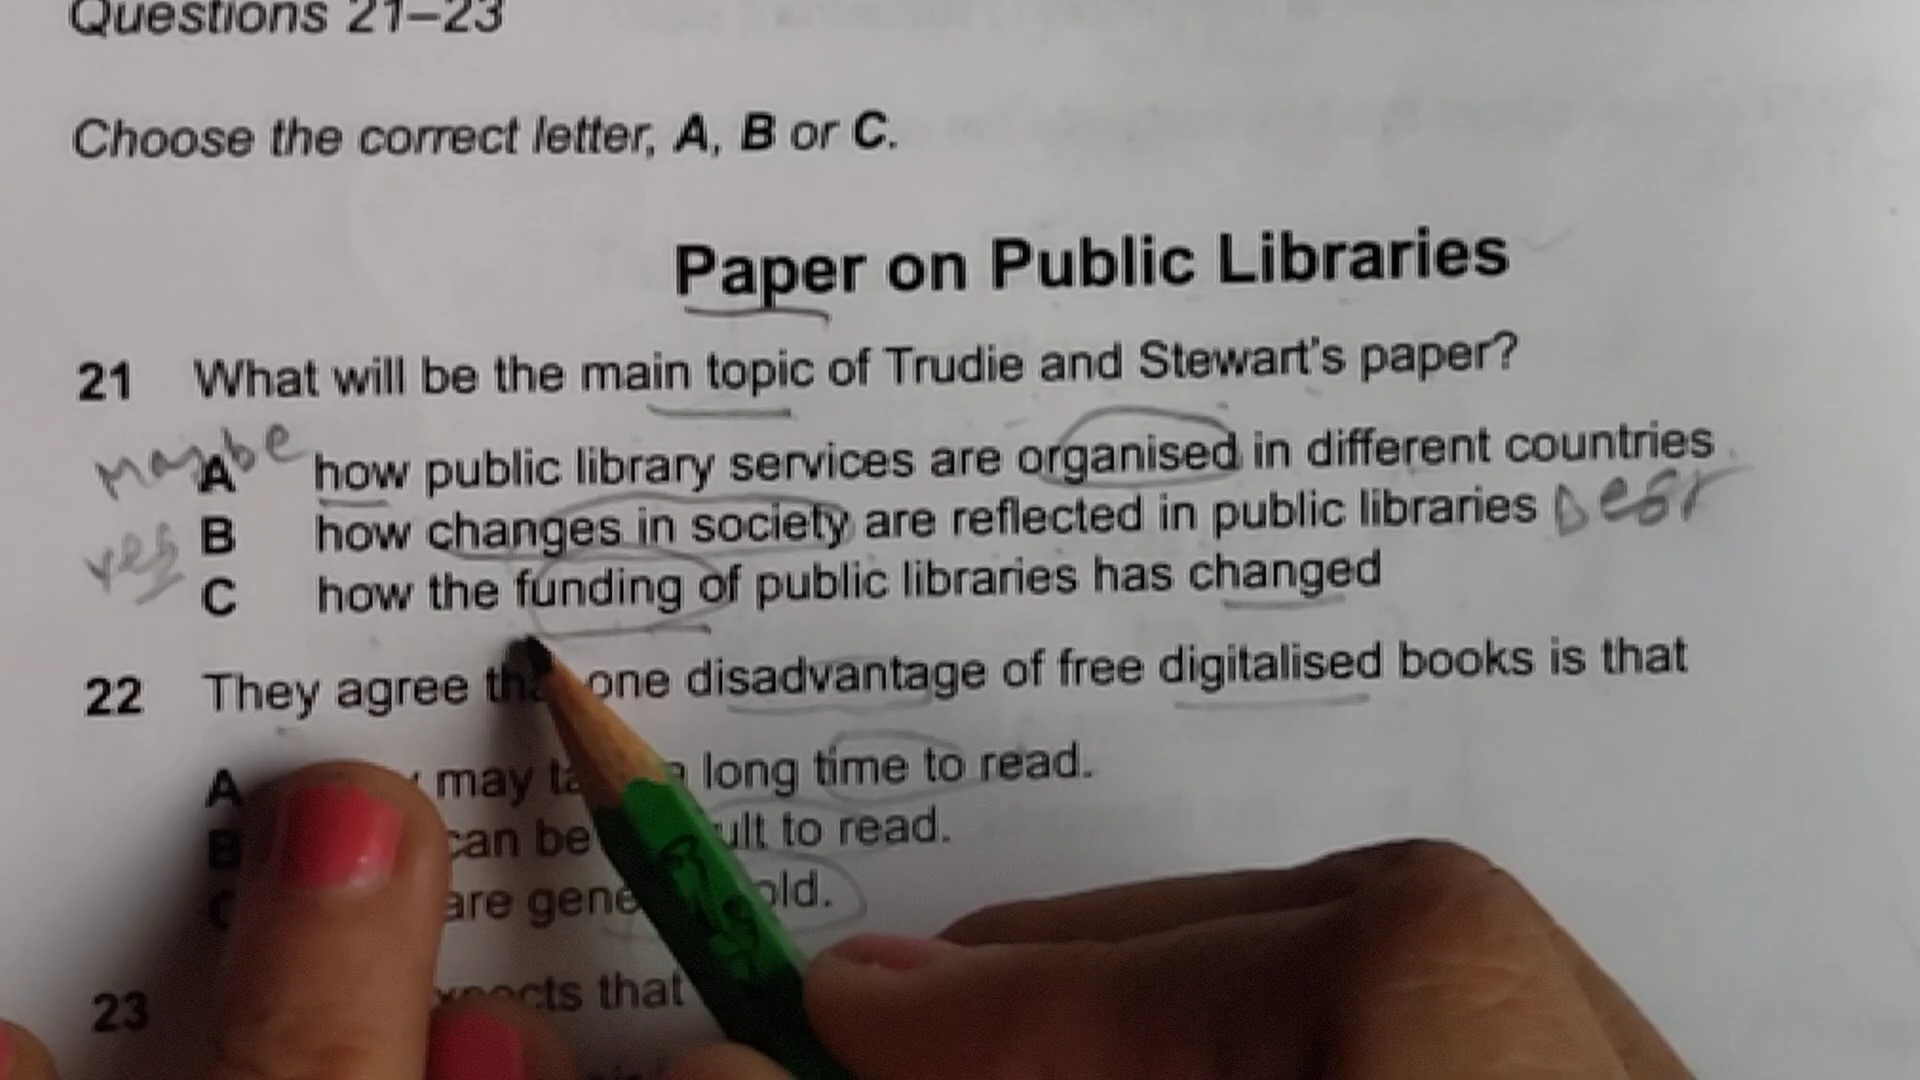 Questions 21–23
Choose the correct letter, A, B or C.
Paper on Public Libraries
21 What will be the main topic of Trudie and Stewart's paper?
Maybe
A how public library services are organised in different countries
yes
B how changes in society are reflected in public libraries Best
C how the funding of public libraries has changed
22 They agree one disadvantage of free digitalised books is that
A may long time to read.
B can be to read.
are old.
23 that